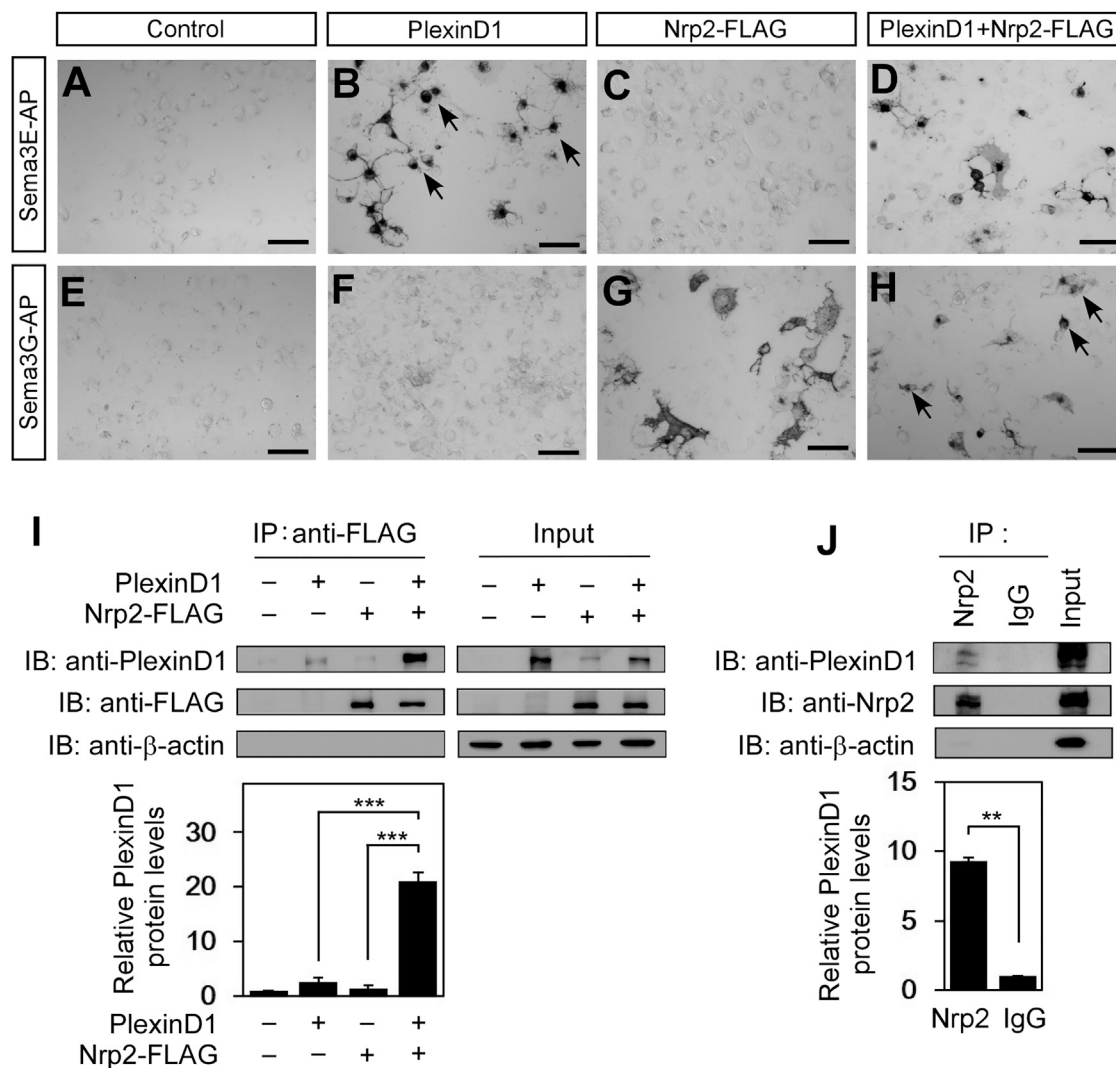 Control PlexinD1 Nrp2-FLAG PlexinD1+Nrp2-FLAG
Sema3E-AP
A B C D
Sema3G-AP
E F G H
I
IP: anti-FLAG Input
PlexinD1 – + – + – + – +
Nrp2-FLAG – – + + – – + +
IB: anti-PlexinD1
IB: anti-FLAG
IB: anti-β-actin
Relative PlexinD1
protein levels
30
20
10
0
***
***
PlexinD1 – + – +
Nrp2-FLAG – – + +
J
IP :
Nrp2 IgG Input
IB: anti-PlexinD1
IB: anti-Nrp2
IB: anti-β-actin
Relative PlexinD1
protein levels
15
10
5
0
**
Nrp2 IgG